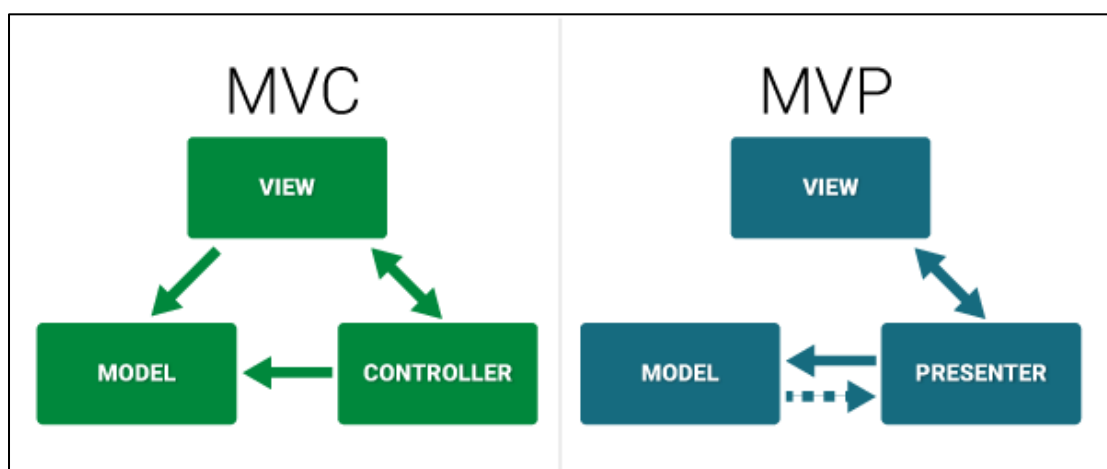 MVC
VIEW
MODEL
CONTROLLER
MVP
VIEW
MODEL
PRESENTER